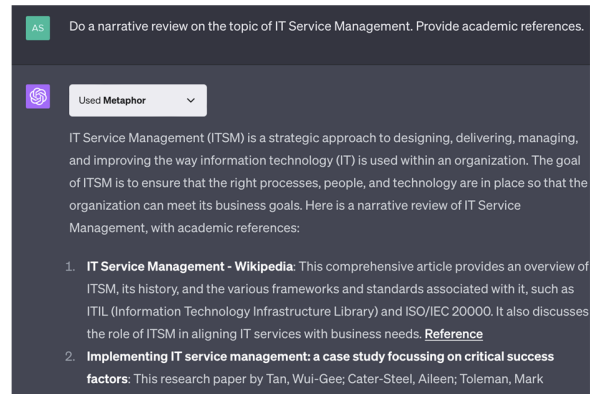 AS
Do a narrative review on the topic of IT Service Management. Provide academic references.
Used Metaphor
IT Service Management (ITSM) is a strategic approach to designing, delivering, managing,
and improving the way information technology (IT) is used within an organization. The goal
of ITSM is to ensure that the right processes, people, and technology are in place so that the
organization can meet its business goals. Here is a narrative review of IT Service
Management, with academic references:
1. IT Service Management - Wikipedia: This comprehensive article provides an overview of
ITSM, its history, and the various frameworks and standards associated with it, such as
ITIL (Information Technology Infrastructure Library) and ISO/IEC 20000. It also discusses
the role of ITSM in aligning IT services with business needs. Reference
2. Implementing IT service management: a case study focussing on critical success
factors: This research paper by Tan, Wui-Gee; Cater-Steel, Aileen; Toleman, Mark